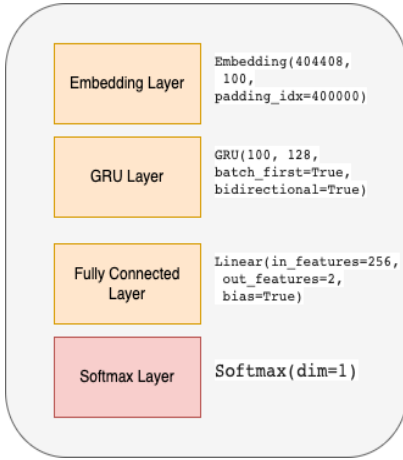 Embedding Layer
Embedding(404408,
100,
padding_idx=400000)
GRU Layer
GRU(100, 128,
batch_first=True,
bidirectional=True)
Fully Connected
Layer
Linear(in_features=256,
out_features=2,
bias=True)
Softmax Layer
Softmax(dim=1)